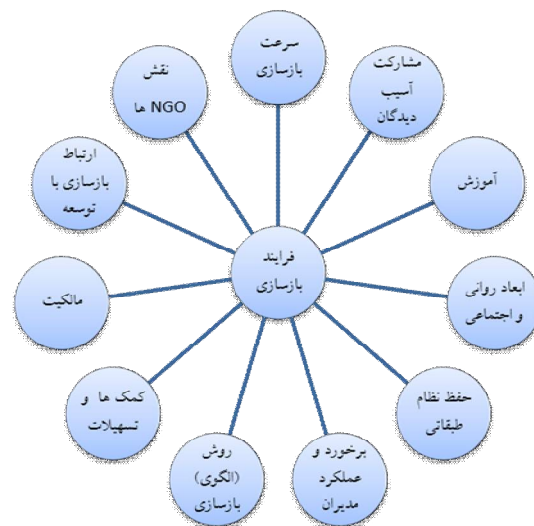 سرعت
بازسازی
مشارکت
آسیب
دیدگان
آموزش
ابعاد روانی
و اجتماعی
حفظ نظام
طبقاتی
برخورد و
عملکرد
مدیران
روش
(الگوی)
بازسازی
کمک ها و
تسهیلات
مالکیت
ارتباط
بازسازی با
توسعه
نقش
NGO ها
فرایند
بازسازی